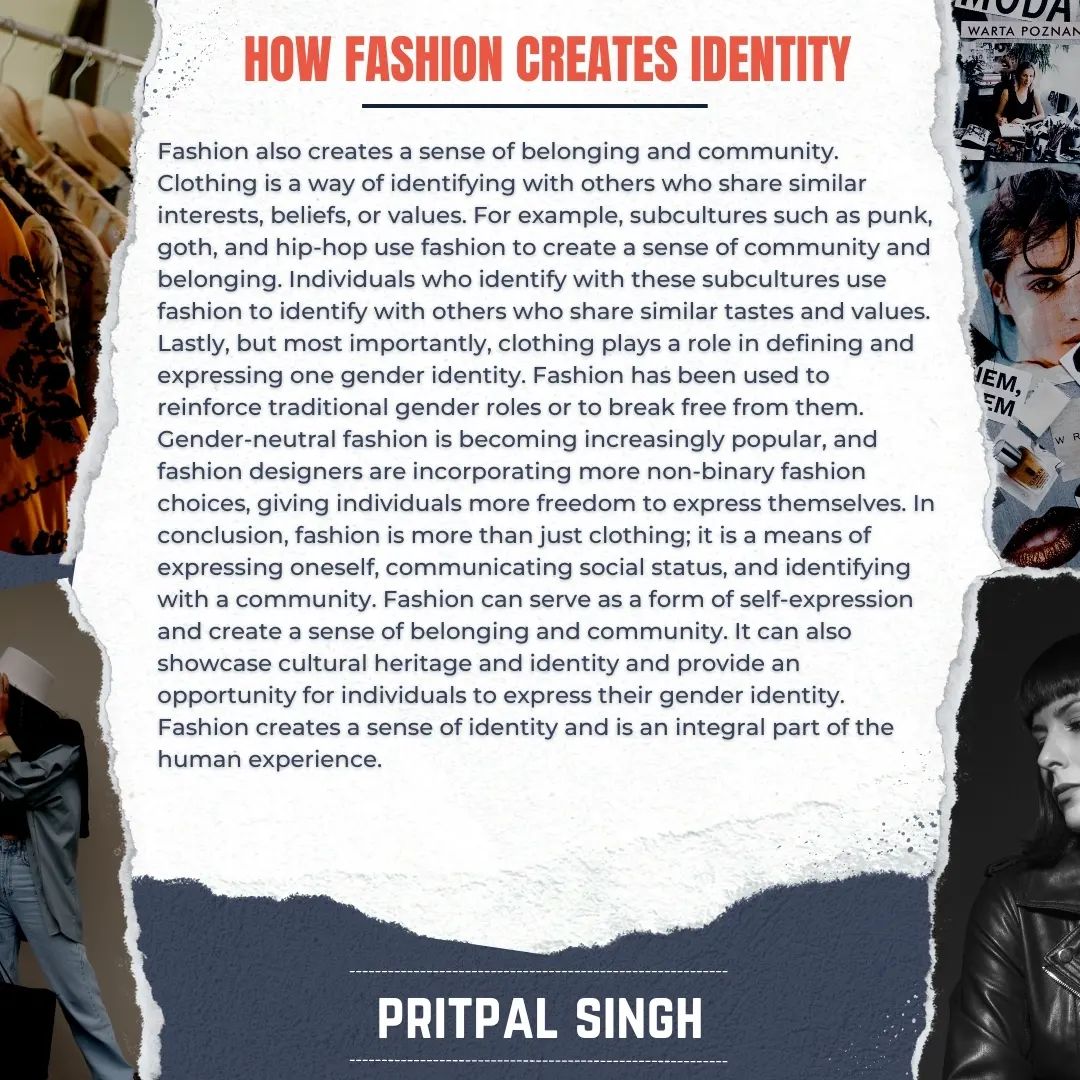 HOW FASHION CREATES IDENTITY
Fashion also creates a sense of belonging and community.
Clothing is a way of identifying with others who share similar
interests, beliefs, or values. For example, subcultures such as punk,
goth, and hip-hop use fashion to create a sense of community and
belonging. Individuals who identify with these subcultures use
fashion to identify with others who share similar tastes and values.
Lastly, but most importantly, clothing plays a role in defining and
expressing one gender identity. Fashion has been used to
reinforce traditional gender roles or to break free from them.
Gender-neutral fashion is becoming increasingly popular, and
fashion designers are incorporating more non-binary fashion
choices, giving individuals more freedom to express themselves. In
conclusion, fashion is more than just clothing; it is a means of
expressing oneself, communicating social status, and identifying
with a community. Fashion can serve as a form of self-expression
and create a sense of belonging and community. It can also
showcase cultural heritage and identity and provide an
opportunity for individuals to express their gender identity.
Fashion creates a sense of identity and is an integral part of the
human experience.
PRITPAL SINGH
MODA
WARTA POZNAN